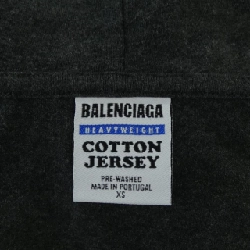 BALENCIAGA
HEAVYWEIGHT
COTTON
JERSEY
PRE-WASHED
MADE IN PORTUGAL
XS